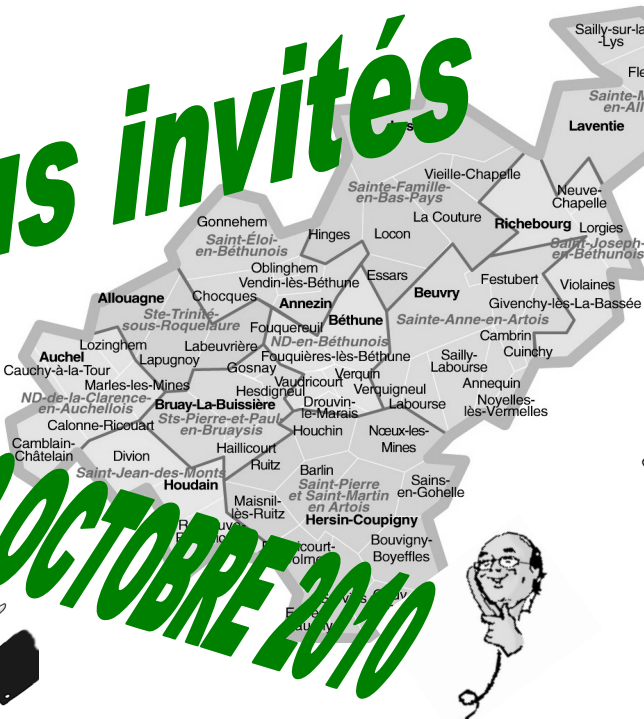 invités
Sailly-sur-la
-Lys
Laventie
Vieille-Chapelle
Sainte-Famille-
en-Bas-Pays
Neuve-
Chapelle
La Couture
Richebourg
Lorgies
Gonnehem
Saint-Éloi-
en-Béthunois
Hinges
Locon
Saint-Joseph-
en-Béthunois
Oblinghem
Vendin-lès-Béthune
Essars
Festubert
Violaines
Allouagne
Chocques
Annezin
Beuvry
Givenchy-lès-La-Bassée
Ste-Trinité-
sous-Roquelaure
Fouquereuil
Béthune
Sainte-Anne-en-Artois
Cambrin
Lozinghem
Labeuvrière
ND-en-Béthunois
Cuinchy
Auchel
Lapugnoy
Fouquières-lès-Béthune
Sailly-
Labourse
Cauchy-à-la-Tour
Gosnay
Verquin
Marles-les-Mines
Vaudricourt
Annequin
Hesdigneul
Verquigneul
ND-de-la-Clarence-
en-Auchellois
Bruay-La-Buissière
Drouvin-
le-Marais
Labourse
Noyelles-
lès-Vermelles
Calonne-Ricouart
Sts-Pierre-et-Paul
en-Bruaysis
Houchin
Nœux-les-
Mines
Camblain-
Châtelain
Divion
Haillicourt
Ruitz
Barlin
Saint-Jean-des-Monts
Houdain
Saint-Pierre
et Saint-Martin
en Artois
Sains-
en-Gohelle
Maisnil-
lès-Ruitz
Hersin-Coupigny
Bouvigny-
Boyeffles
OCTOBRE 2010